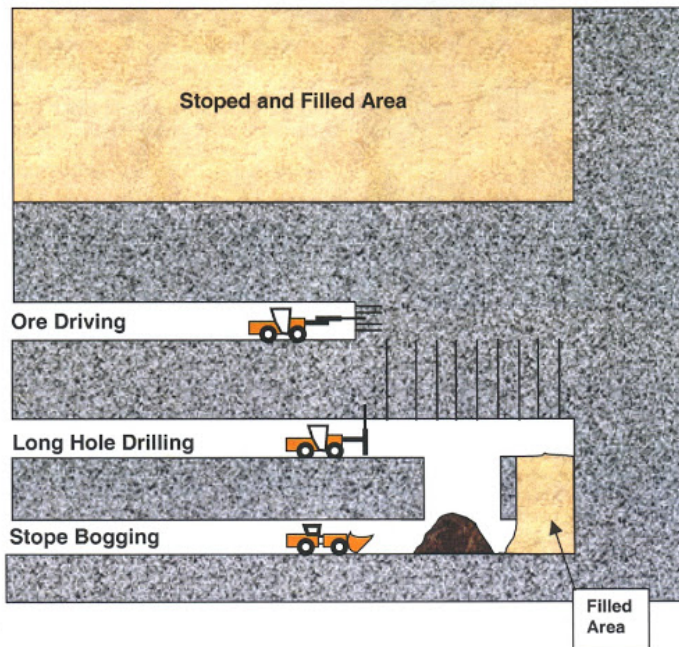 Stoped and Filled Area
Ore Driving
Long Hole Drilling
Stope Bogging
Filled
Area